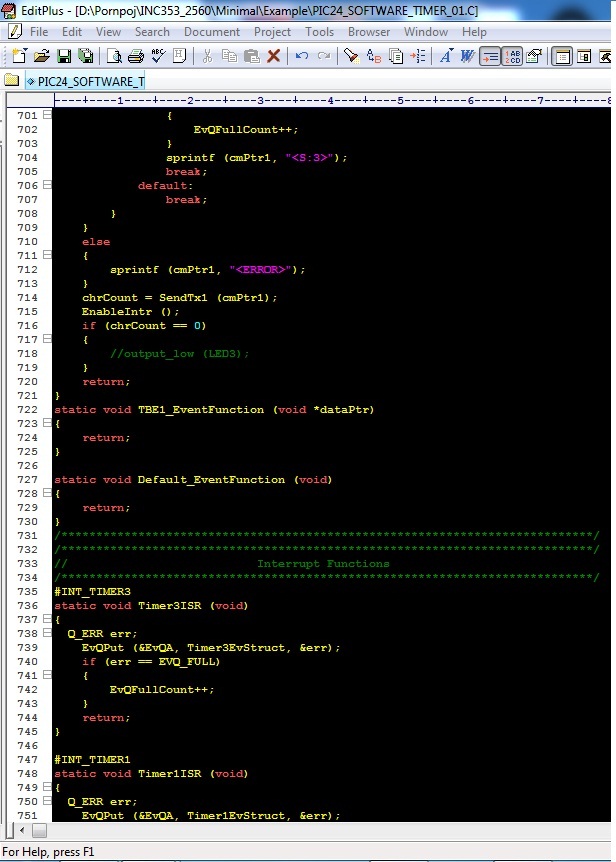 EditPlus - [D:\Pornpoj\INC353_2560\Minimal\Example\PIC24_SOFTWARE_TIMER_01.C]
File Edit View Search Document Project Tools Browser Window Help
PIC24_SOFTWARE_T
----+----1----+----2----+----3----+----4----+----5----+----6----+----7----+----8
701 {
702 EvQFullCount++;
703 }
704 sprintf (cmPtr1, "<S:3>");
705 break;
706 default:
707 break;
708 }
709 }
710 else
711 {
712 sprintf (cmPtr1, "<ERROR>");
713 }
714 chrCount = SendTx1 (cmPtr1);
715 EnableIntr ();
716 if (chrCount == 0)
717 {
718 //output_low (LED3);
719 }
720 return;
721 }
722 static void TBE1_EventFunction (void *dataPtr)
723 {
724 return;
725 }
726
727 static void Default_EventFunction (void)
728 {
729 return;
730 }
731 /****************************************************************************/
732 /****************************************************************************/
733 // Interrupt Functions
734 /****************************************************************************/
735 #INT_TIMER3
736 static void Timer3ISR (void)
737 {
738 Q_ERR err;
739 EvQPut (&EvQA, Timer3EvStruct, &err);
740 if (err == EVQ_FULL)
741 {
742 EvQFullCount++;
743 }
744 return;
745 }
746
747 #INT_TIMER1
748 static void Timer1ISR (void)
749 {
750 Q_ERR err;
751 EvQPut (&EvQA, Timer1EvStruct, &err);
For Help, press F1